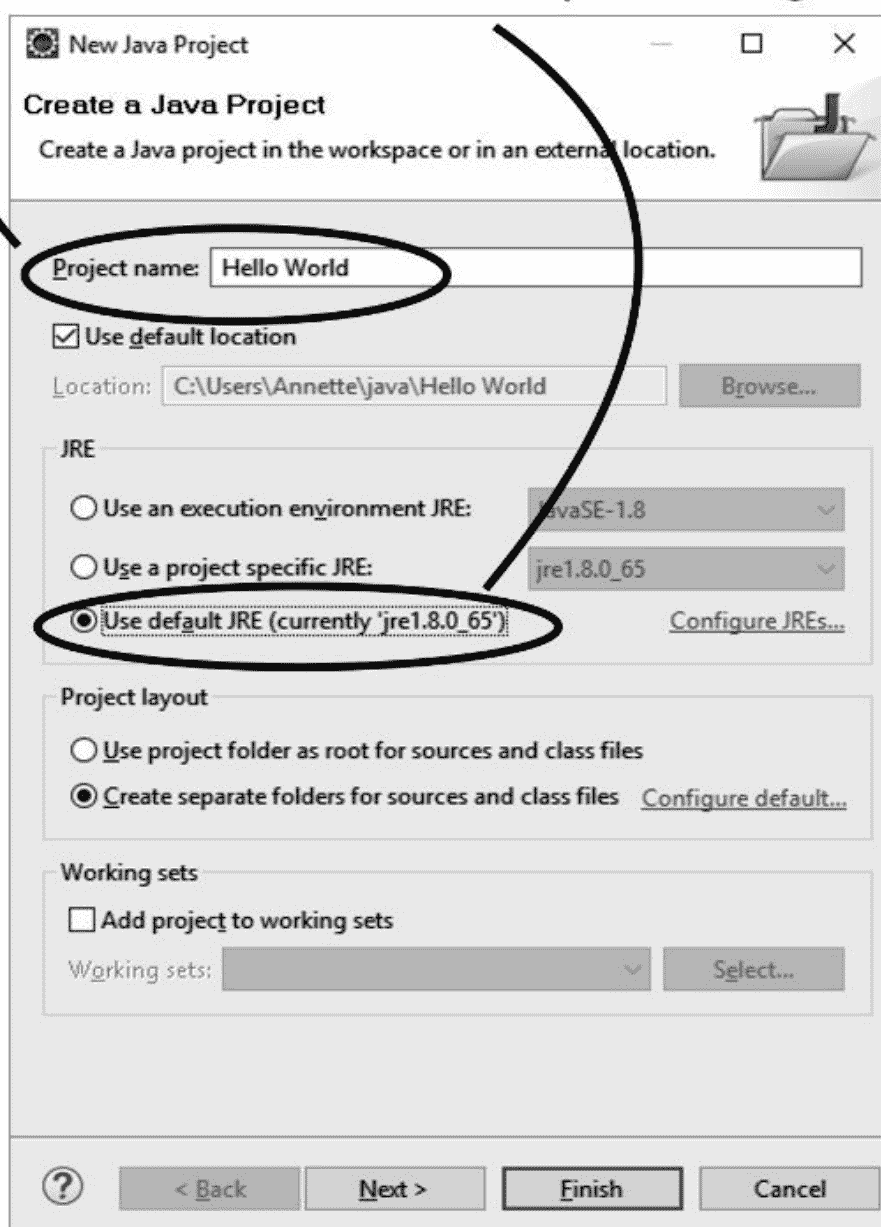 New Java Project
Create a Java Project
Create a Java project in the workspace or in an external location.
Project name: Hello World
Use default location
Location: C:\Users\Annette\java\Hello World Browse...
JRE
Use an execution environment JRE: JavaSE-1.8
Use a project specific JRE: jre1.8.0_65
Use default JRE (currently 'jre1.8.0_65') Configure JREs...
Project layout
Use project folder as root for sources and class files
Create separate folders for sources and class files Configure default...
Working sets
Add project to working sets
Working sets: Select...
? < Back Next > Finish Cancel